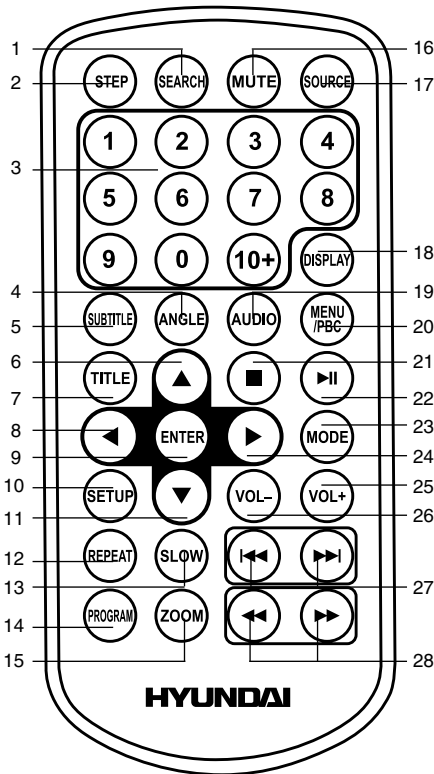 1 16
2 STEP SEARCH MUTE SOURCE 17
1 2 3 4
3
5 6 7 8
9 0 10+ DISPLAY 18
4 19
5 SUBTITLE ANGLE AUDIO MENU /PBC 20
6 21
7 TITLE 22
8 ENTER MODE 23
9 24
10 SETUP VOL– VOL+ 25
11 26
12 REPEAT SLOW
13 27
14 PROGRAM ZOOM
15 28
HYUNDAI